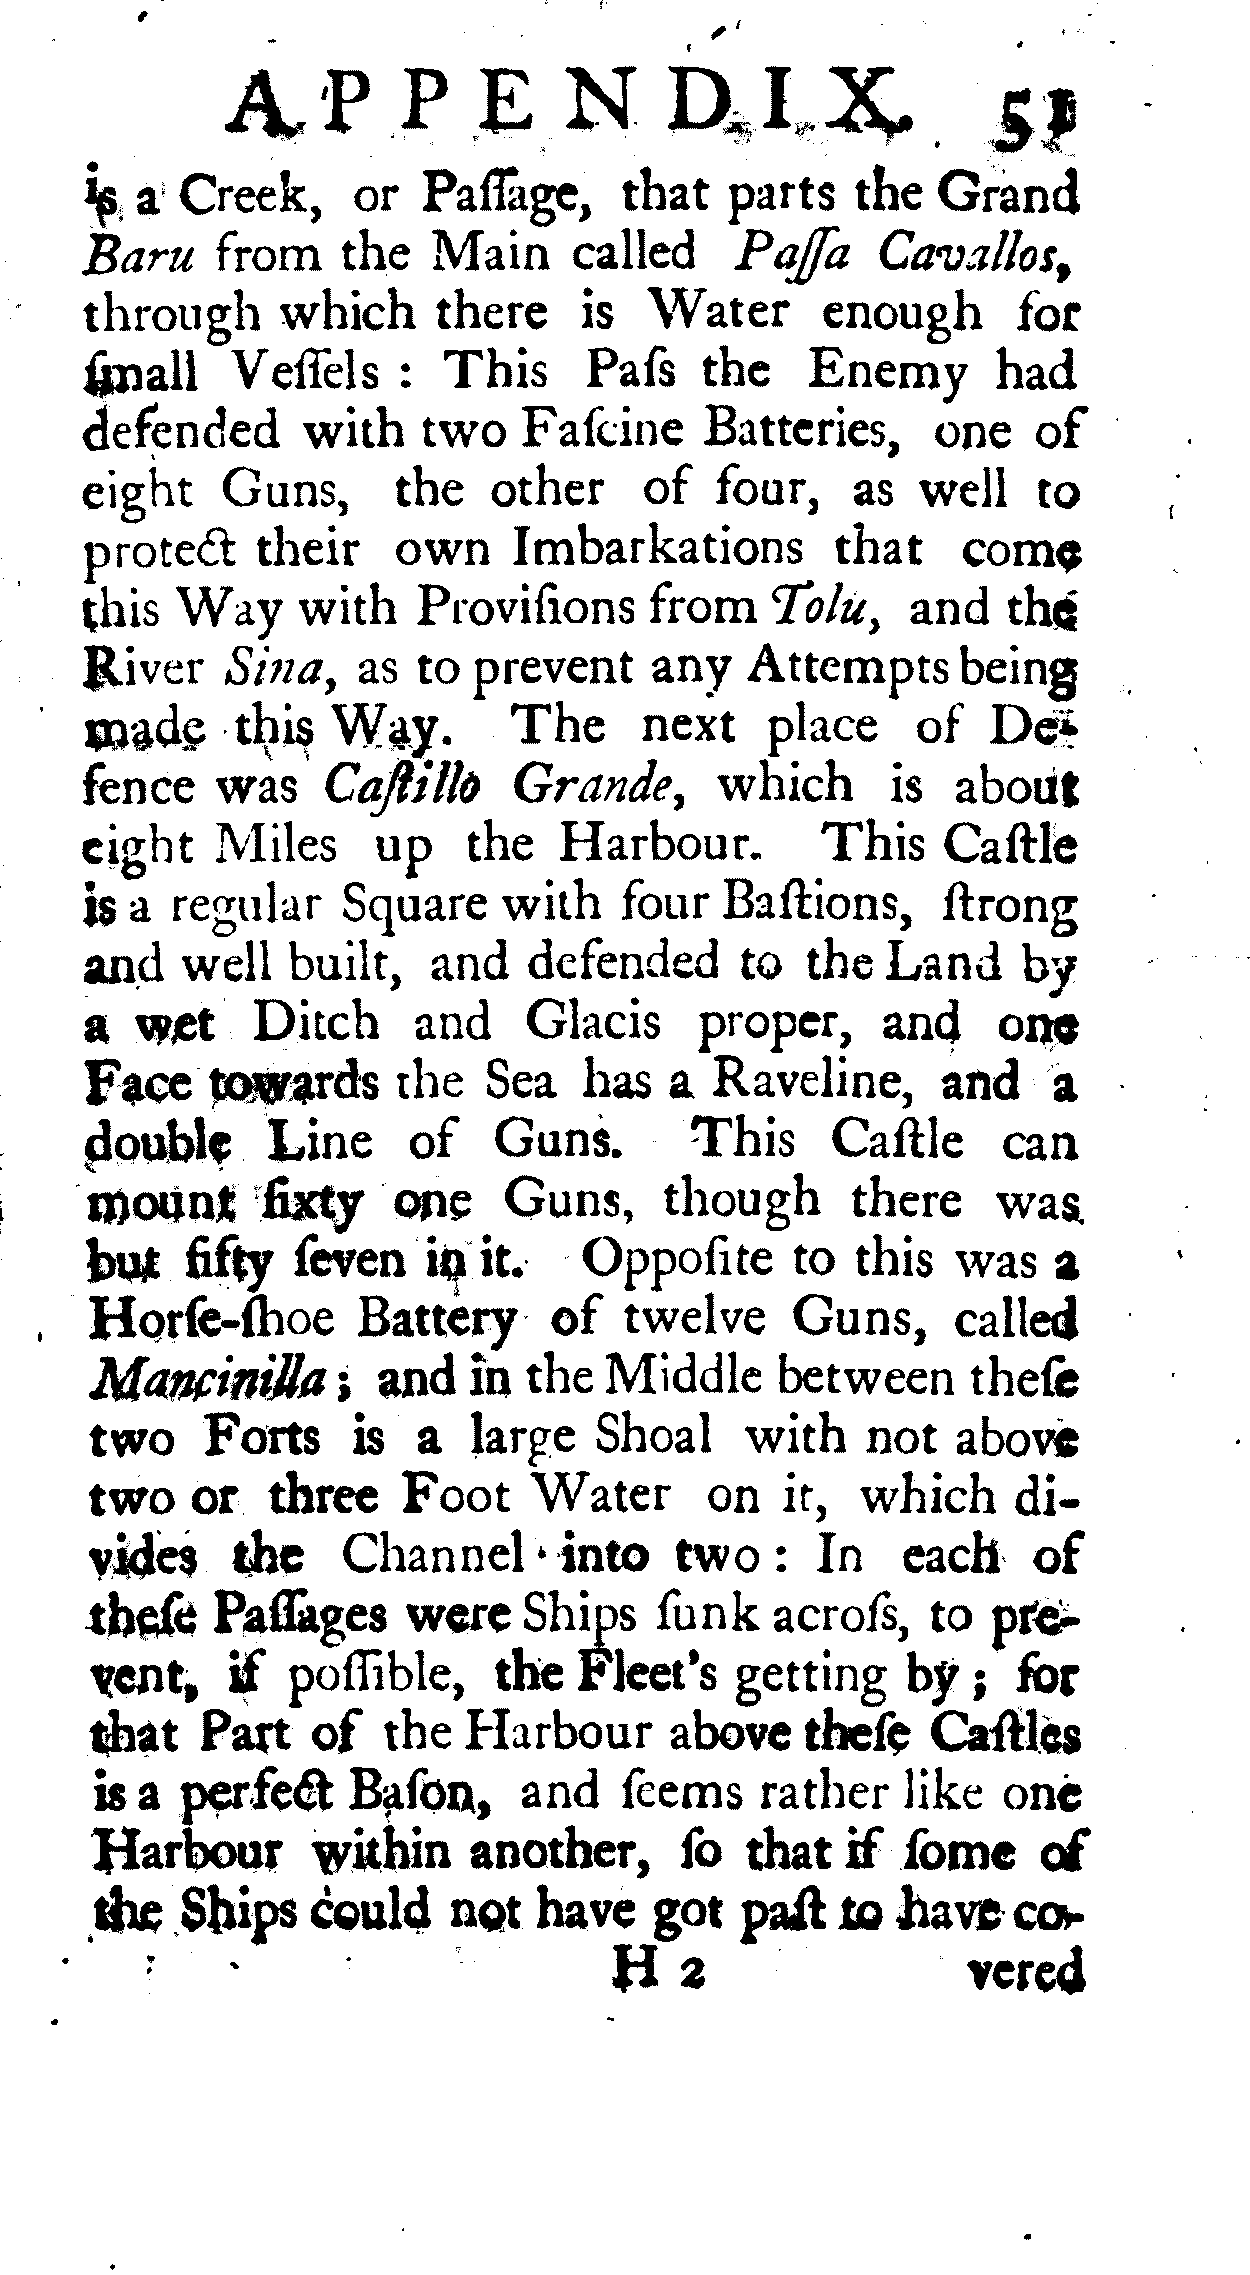 APPENDIX. 51
is a Creek, or Paſſage, that parts the Grand
Baru from the Main called Paſſa Cavallos,
through which there is Water enough for
ſmall Veſſels : This Paſs the Enemy had
defended with two Faſcine Batteries, one of
eight Guns, the other of four, as well to
protect their own Imbarkations that come
this Way with Proviſions from Tolu, and the
River Sina, as to prevent any Attempts being
made this Way. The next place of De-
fence was Caſtillo Grande, which is about
eight Miles up the Harbour. This Caſtle
is a regular Square with four Baſtions, ſtrong
and well built, and defended to the Land by
a wet Ditch and Glacis proper, and one
Face towards the Sea has a Raveline, and a
double Line of Guns. This Caſtle can
mount ſixty one Guns, though there was
but fifty ſeven in it. Oppoſite to this was a
Horſe-ſhoe Battery of twelve Guns, called
Mancinilla ; and in the Middle between theſe
two Forts is a large Shoal with not above
two or three Foot Water on it, which di-
vides the Channel into two : In each of
theſe Paſſages were Ships ſunk acroſs, to pre-
vent, if poſſible, the Fleet's getting by ; for
that Part of the Harbour above theſe Caſtles
is a perfect Baſon, and ſeems rather like one
Harbour within another, ſo that if ſome of
the Ships could not have got paſt to have co-
H 2 vered